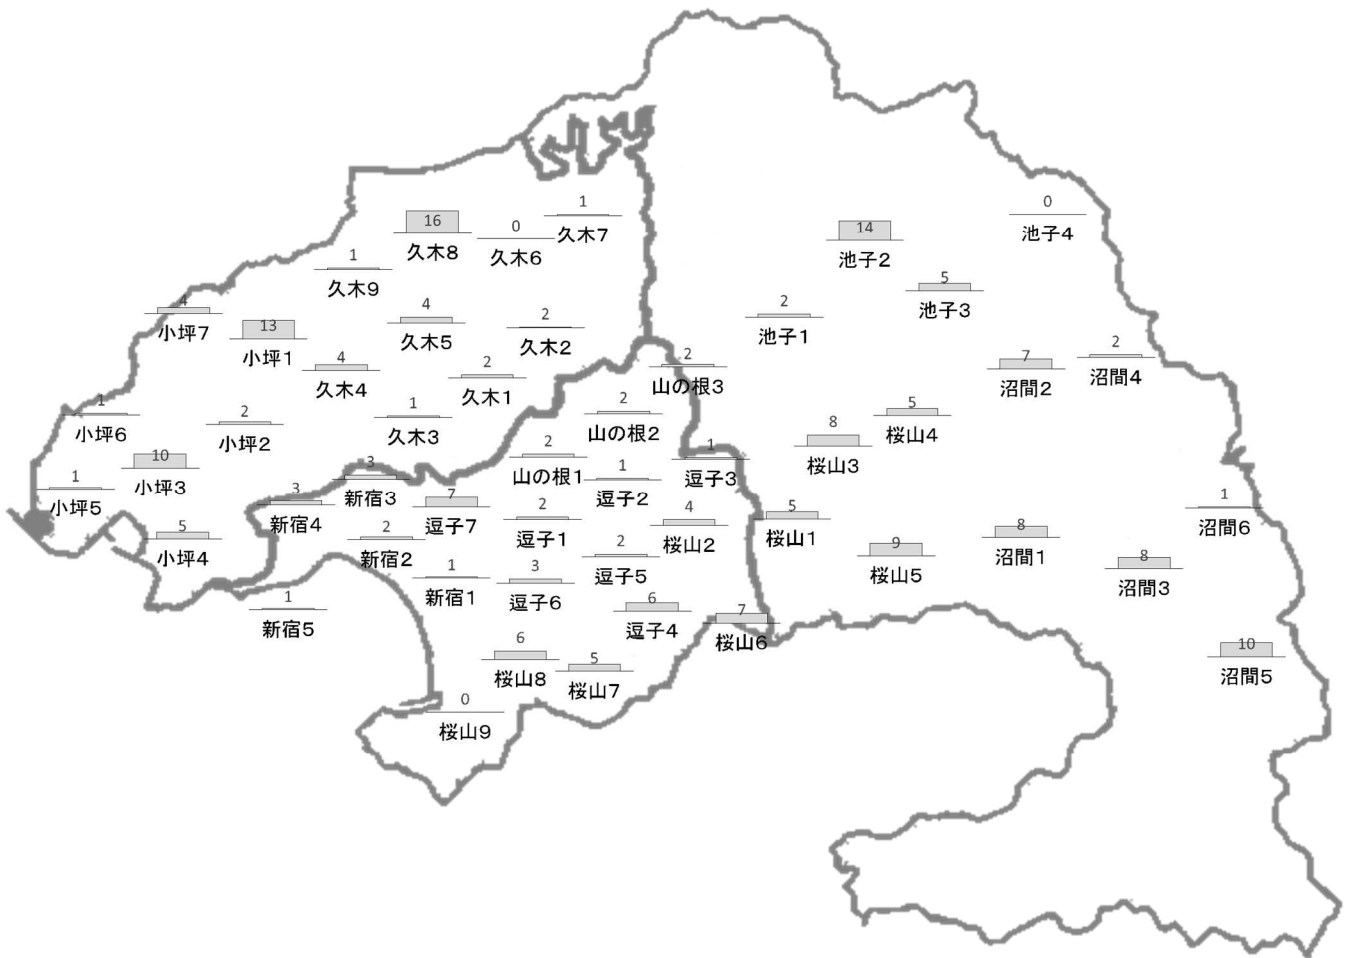 1
久木7
16
久木8
0
久木6
0
池子4
14
池子2
1
久木9
5
池子3
4
小坪7
13
小坪1
4
久木5
2
久木2
2
池子1
4
久木4
2
久木1
2
山の根3
7
沼間2
2
沼間4
1
小坪6
2
小坪2
1
久木3
2
山の根2
5
桜山4
8
桜山3
1
小坪5
10
小坪3
3
新宿4
3
新宿3
2
山の根1
1
逗子2
1
逗子3
7
逗子7
2
逗子1
4
桜山2
5
桜山1
1
沼間6
5
小坪4
2
新宿2
2
逗子5
9
桜山5
8
沼間1
8
沼間3
1
新宿5
1
新宿1
3
逗子6
6
逗子4
7
桜山6
6
桜山8
5
桜山7
10
沼間5
0
桜山9